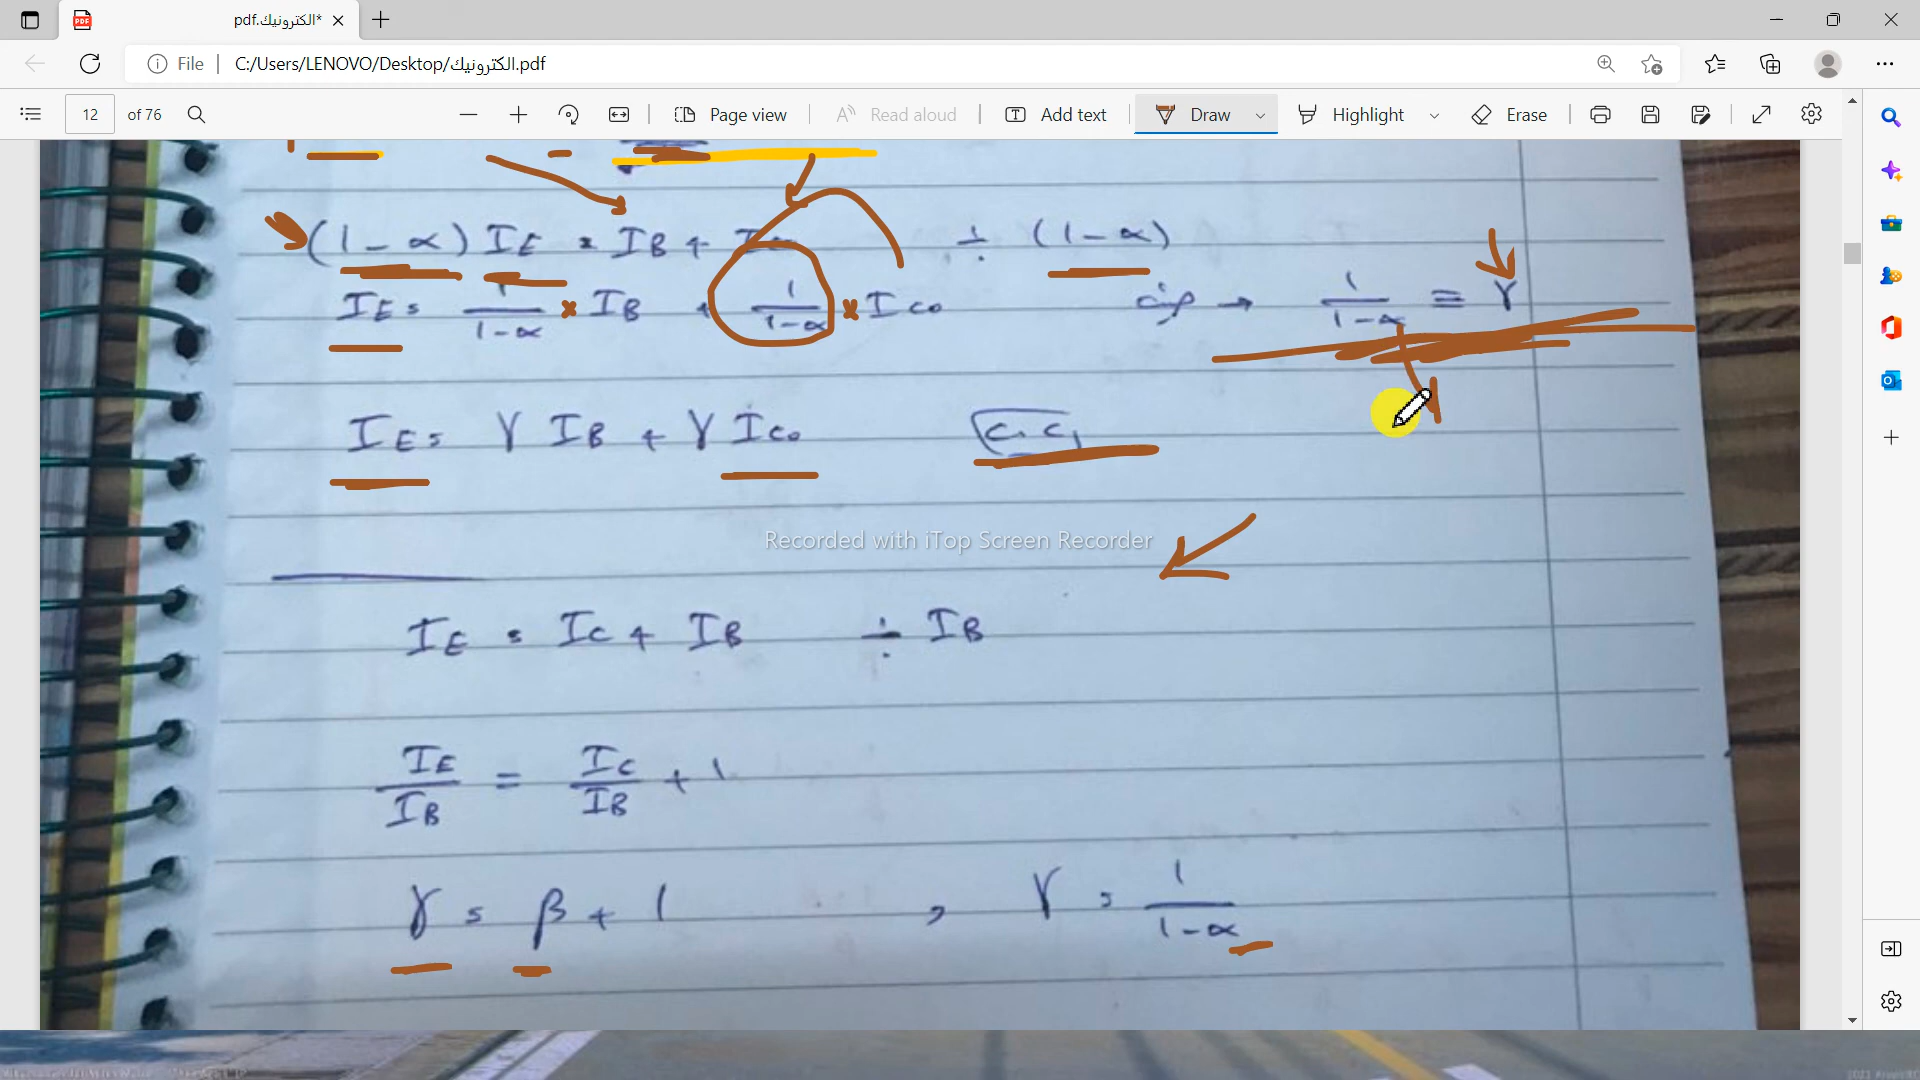 الكترونيك.pdf*
File C:/Users/LENOVO/Desktop/الكترونيك.pdf
12 of 76 Page view Read aloud Add text Draw Highlight Erase
(1-α) IE = IB + ÷ (1-α)
IE = 1/(1-α) × IB + 1/(1-α) × Ico → 1/(1-α) ≡ γ
IE = γ IB + γ Ico C.C
Recorded with iTop Screen Recorder
IE = IC + IB ÷ IB
IE/IB = IC/IB + 1
γ = β + 1 , γ = 1/(1-α)